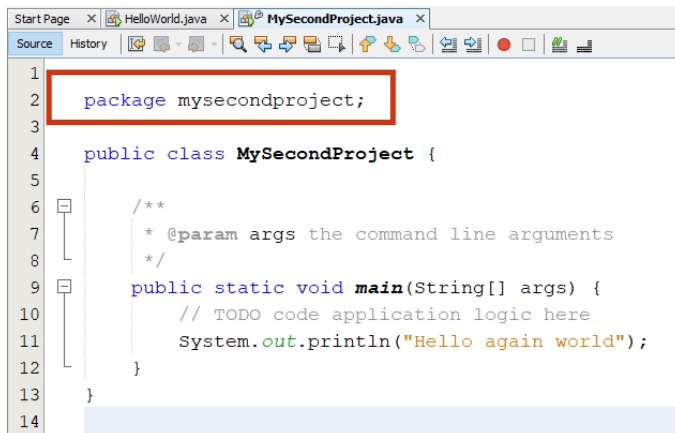 Start Page HelloWorld.java MySecondProject.java
Source History
1
2 package mysecondproject;
3
4 public class MySecondProject {
5
6 /**
7 * @param args the command line arguments
8 */
9 public static void main(String[] args) {
10 // TODO code application logic here
11 System.out.println("Hello again world");
12 }
13 }
14